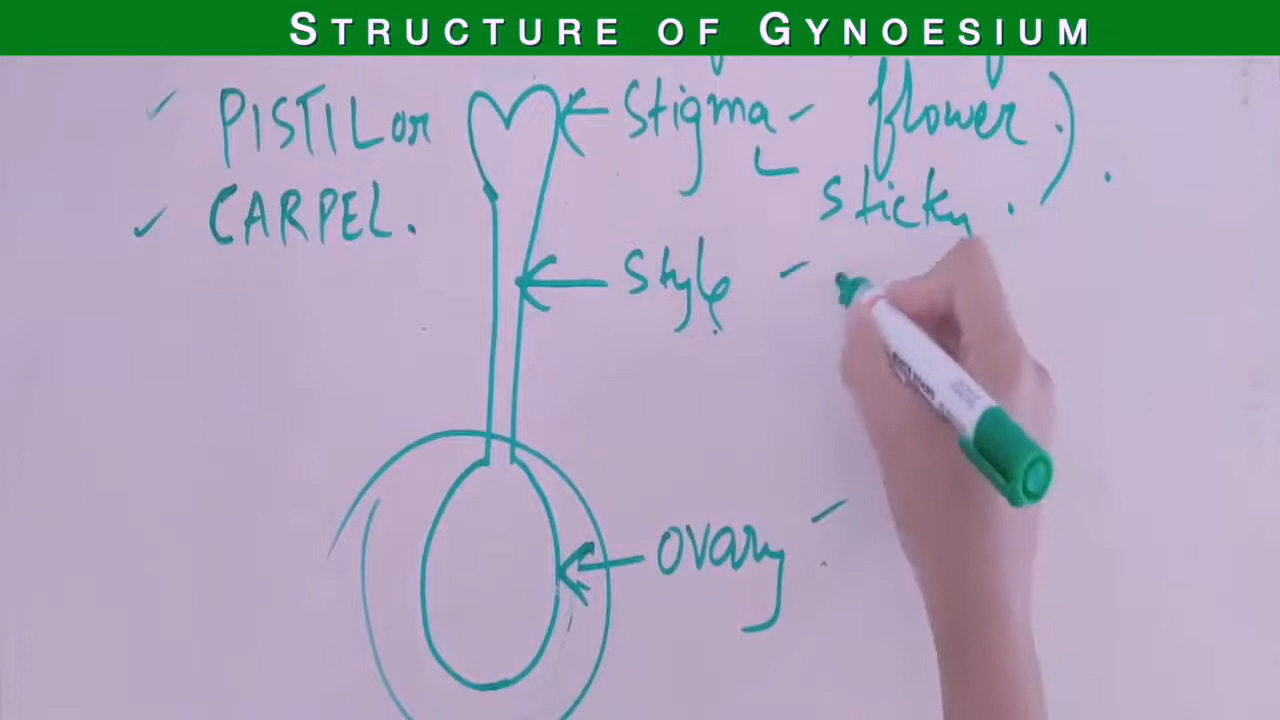 STRUCTURE OF GYNOESIUM
PISTIL or
CARPEL.
Stigma - flower.)
sticky.
Style -
ovary -